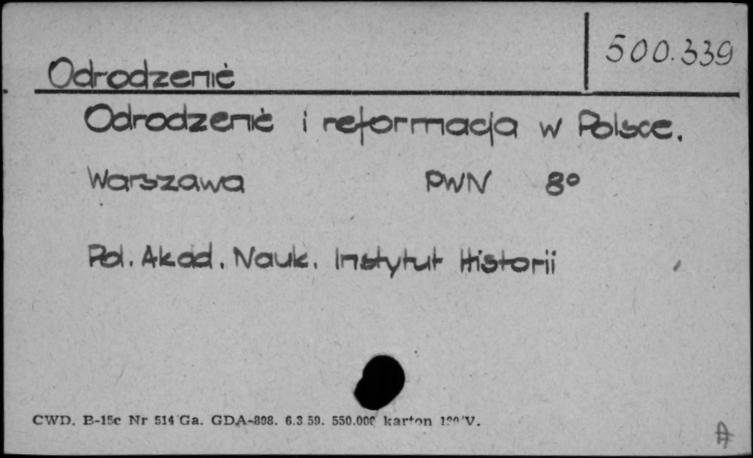 500.339
Odrodzenie
Odrodzenie i reformacja w Polsce.
Warszawa PWN 8°
Pol. Akad. Nauk. Instytut Historii
CWD. B-15c Nr 514 Ga. GDA-808. 6.3.59. 550.000 karton V.